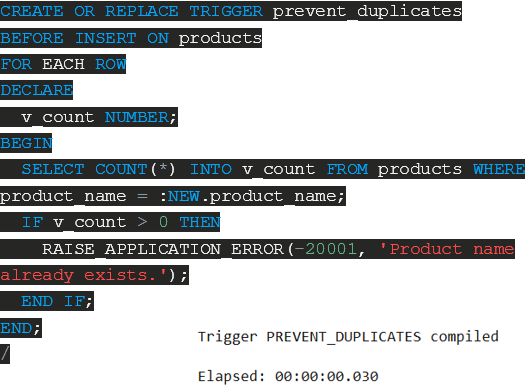 CREATE OR REPLACE TRIGGER prevent_duplicates
BEFORE INSERT ON products
FOR EACH ROW
DECLARE
  v_count NUMBER;
BEGIN
  SELECT COUNT(*) INTO v_count FROM products WHERE
product_name = :NEW.product_name;
  IF v_count > 0 THEN
    RAISE_APPLICATION_ERROR(-20001, 'Product name
already exists.');
  END IF;
END;
/
Trigger PREVENT_DUPLICATES compiled
Elapsed: 00:00:00.030